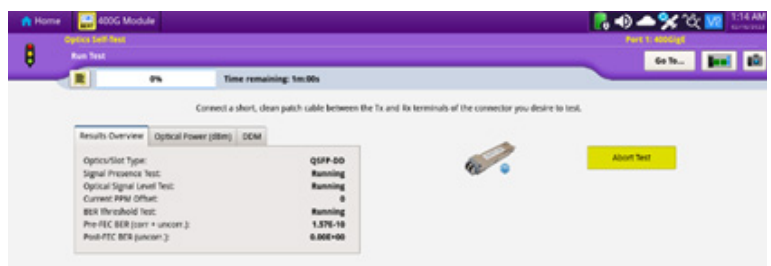 Home
BERT 400G Module
VR
1:14 AM
Optics Self-Test
Port 1: 400GigE
Run Test
Go To...
0%
Time remaining: 1m:00s
Connect a short, clean patch cable between the Tx and Rx terminals of the connector you desire to test.
Results Overview
Optical Power (dBm)
DDM
Optics/Slot Type: QSFP-DD
Signal Presence Test: Running
Optical Signal Level Test: Running
Current PPM Offset: 0
BER Threshold Test: Running
Pre-FEC BER (corr + uncorr.): 1.57E-10
Post-FEC BER (uncorr.): 0.00E+00
Abort Test